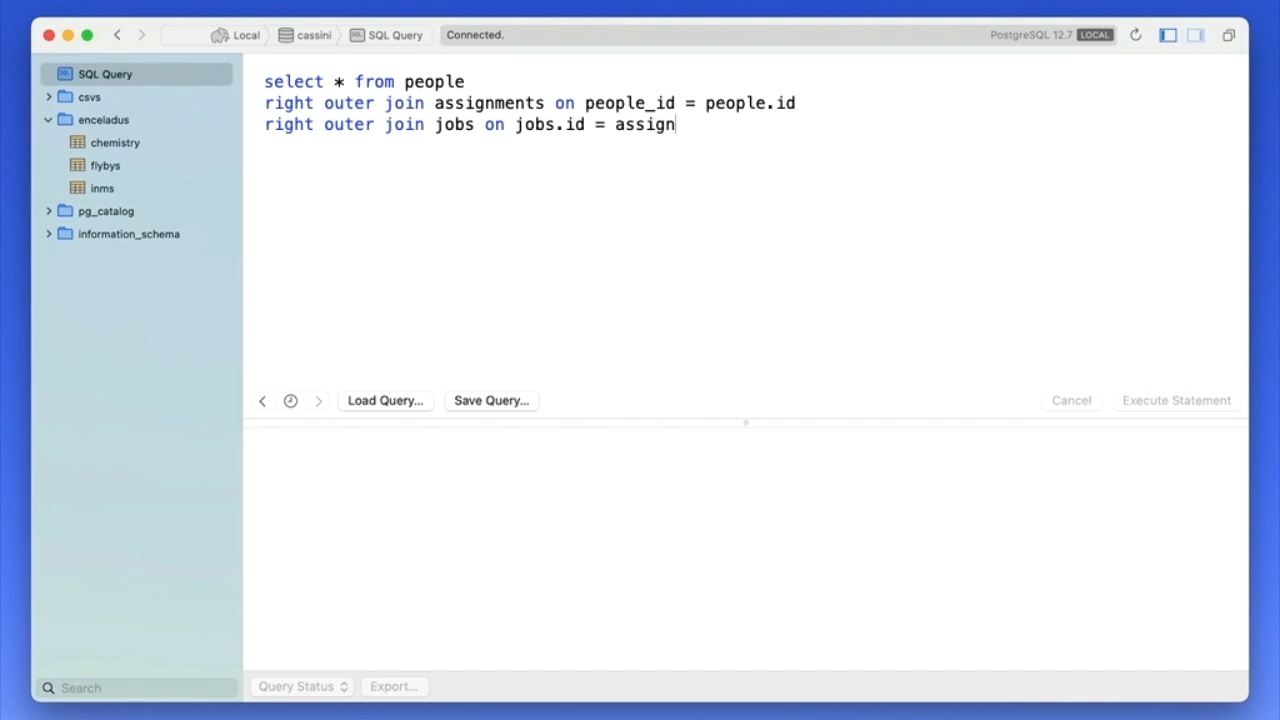 Local cassini SQL Query Connected. PostgreSQL 12.7 LOCAL
SQL Query
csvs
enceladus
chemistry
flybys
inms
pg_catalog
information_schema
Search
select * from people
right outer join assignments on people_id = people.id
right outer join jobs on jobs.id = assign
Load Query... Save Query... Cancel Execute Statement
Query Status Export...